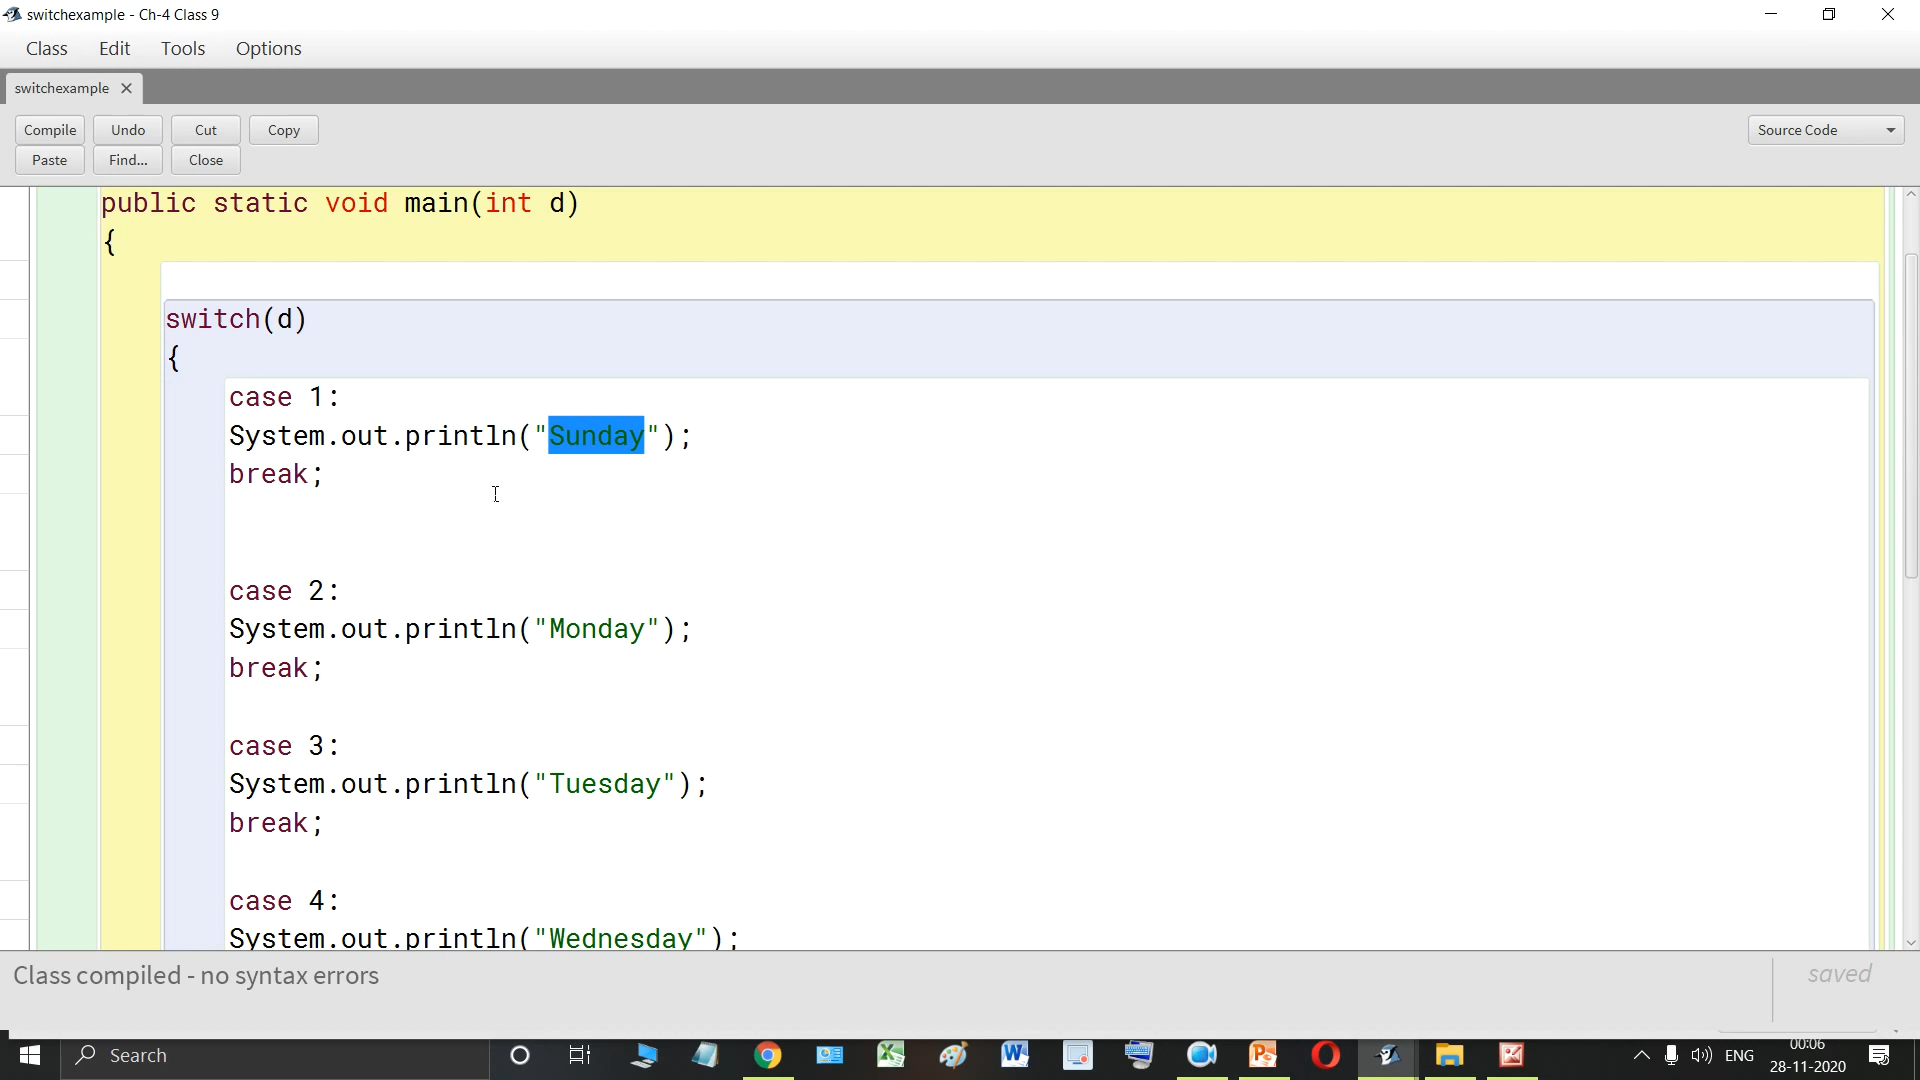 switchexample - Ch-4 Class 9
Class Edit Tools Options
switchexample
Compile Undo Cut Copy
Source Code
Paste Find... Close
public static void main(int d)
{
switch(d)
{
case 1:
System.out.println("Sunday");
break;
case 2:
System.out.println("Monday");
break;
case 3:
System.out.println("Tuesday");
break;
case 4:
System.out.println("Wednesday");
Class compiled - no syntax errors
saved
Search
ENG
00:06
28-11-2020